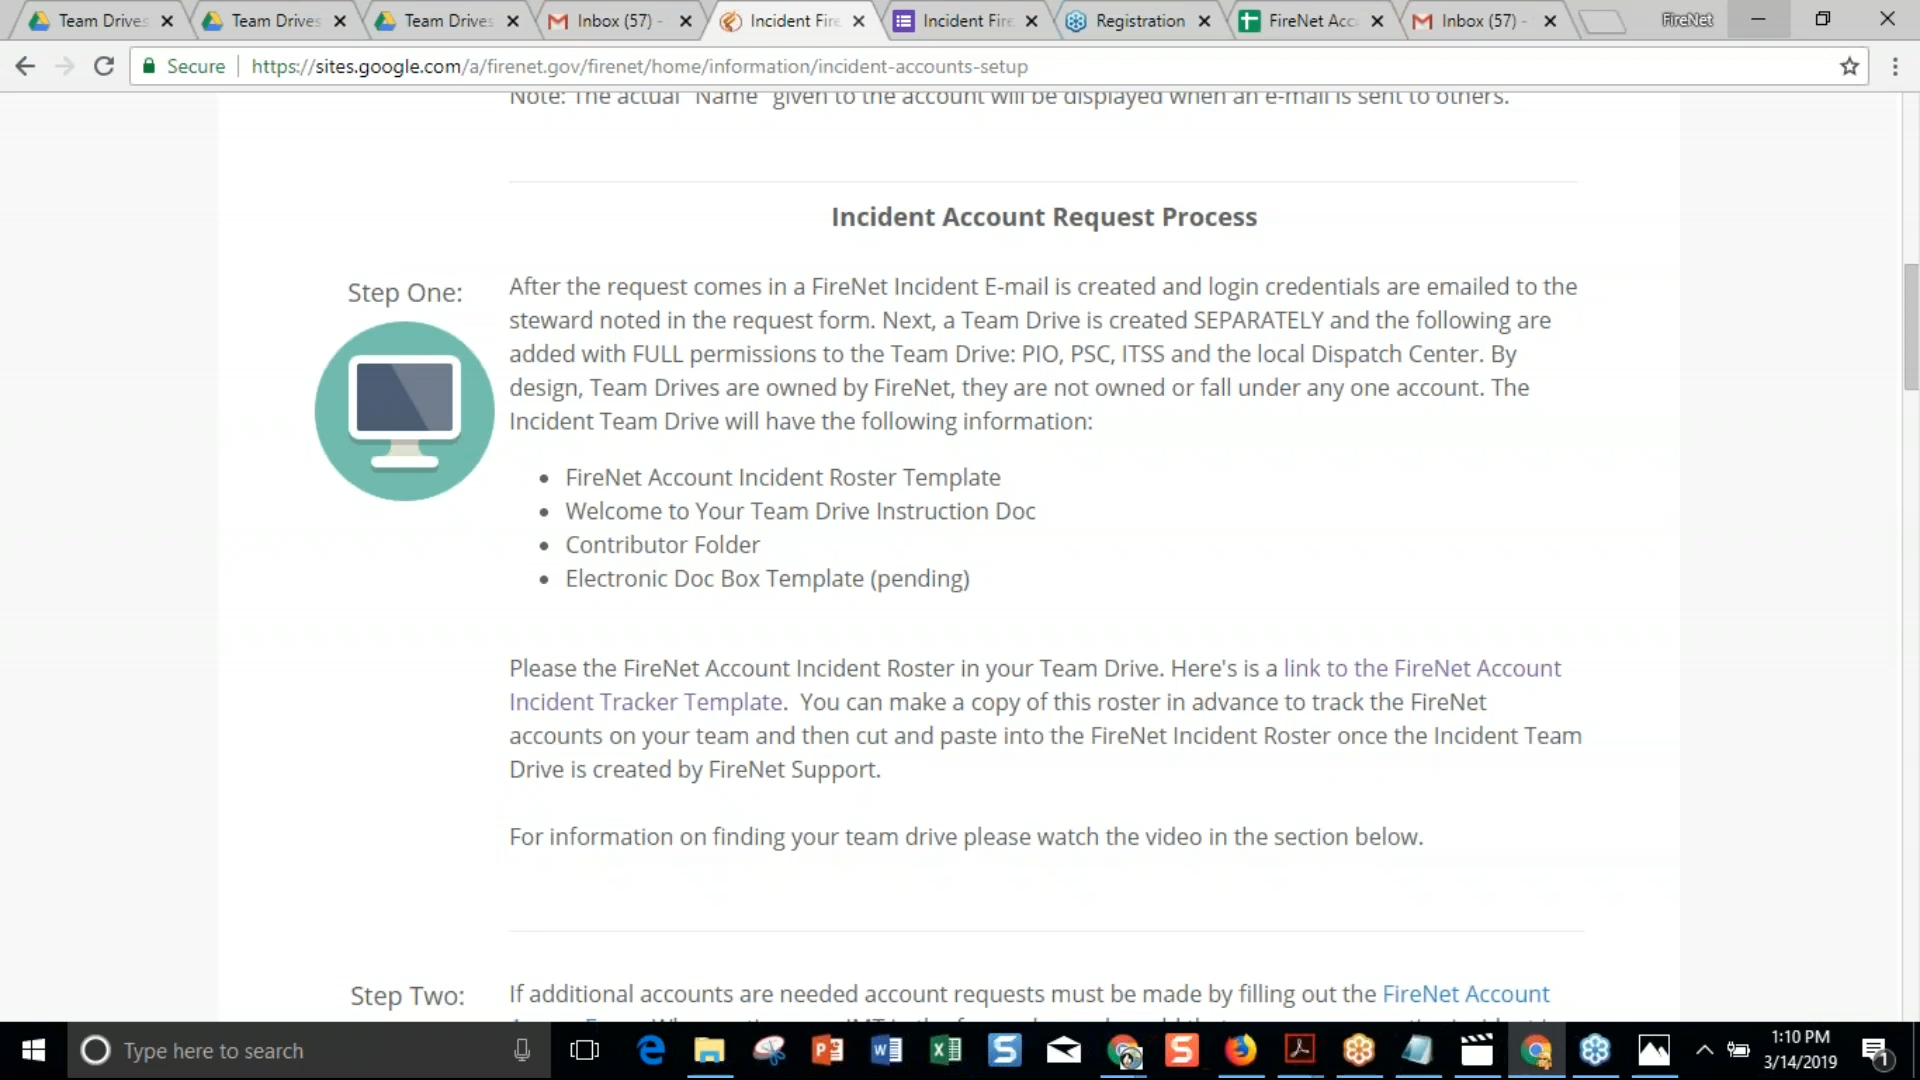 Team Drives
Team Drives
Team Drives
Inbox (57) -
Incident Fire
Incident Fire
Registration
FireNet Acc
Inbox (57) -
FireNet
Secure
https://sites.google.com/a/firenet.gov/firenet/home/information/incident-accounts-setup
Note: The actual "Name" given to the account will be displayed when an e-mail is sent to others.
Incident Account Request Process
Step One:
After the request comes in a FireNet Incident E-mail is created and login credentials are emailed to the
steward noted in the request form. Next, a Team Drive is created SEPARATELY and the following are
added with FULL permissions to the Team Drive: PIO, PSC, ITSS and the local Dispatch Center. By
design, Team Drives are owned by FireNet, they are not owned or fall under any one account. The
Incident Team Drive will have the following information:
• FireNet Account Incident Roster Template
• Welcome to Your Team Drive Instruction Doc
• Contributor Folder
• Electronic Doc Box Template (pending)
Please the FireNet Account Incident Roster in your Team Drive. Here's is a link to the FireNet Account
Incident Tracker Template. You can make a copy of this roster in advance to track the FireNet
accounts on your team and then cut and paste into the FireNet Incident Roster once the Incident Team
Drive is created by FireNet Support.
For information on finding your team drive please watch the video in the section below.
Step Two:
If additional accounts are needed account requests must be made by filling out the FireNet Account
Type here to search
1:10 PM
3/14/2019
1